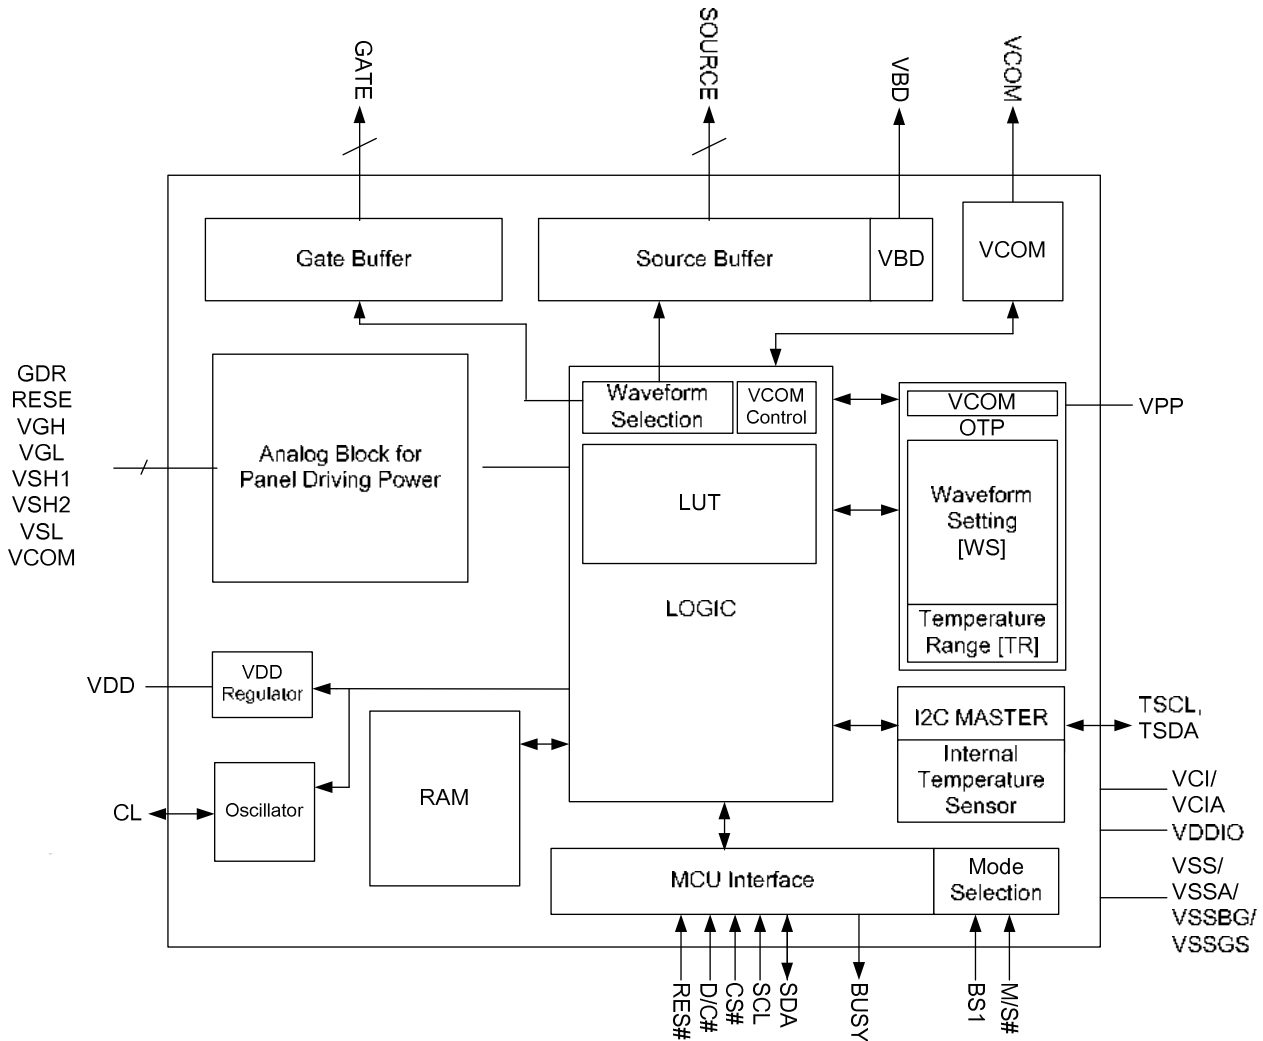 GATE
SOURCE
VBD
VCOM
Gate Buffer
Source Buffer
VBD
VCOM
GDR
RESE
VGH
VGL
VSH1
VSH2
VSL
VCOM
Analog Block for
Panel Driving Power
Waveform
Selection
VCOM
Control
LUT
LOGIC
VCOM
OTP
Waveform
Setting
[WS]
Temperature
Range [TR]
VPP
VDD
VDD
Regulator
CL
Oscillator
RAM
I2C MASTER
Internal
Temperature
Sensor
TSCL,
TSDA
VCI/
VCIA
VDDIO
VSS/
VSSA/
VSSBG/
VSSGS
MCU Interface
Mode
Selection
RES#
D/C#
CS#
SCL
SDA
BUSY
BS1
M/S#